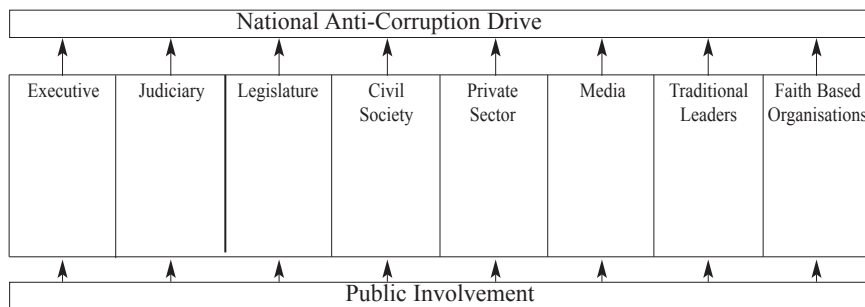 National Anti-Corruption Drive
Executive
Judiciary
Legislature
Civil
Society
Private
Sector
Media
Traditional
Leaders
Faith Based
Organisations
Public Involvement